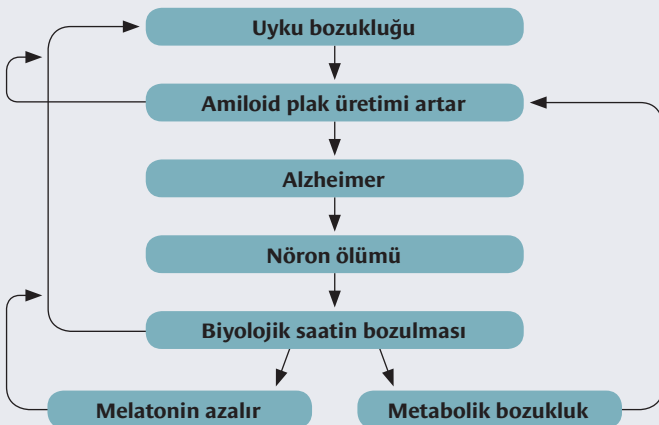 Uyku bozukluğu
Amiloid plak üretimi artar
Alzheimer
Nöron ölümü
Biyolojik saatin bozulması
Melatonin azalır
Metabolik bozukluk